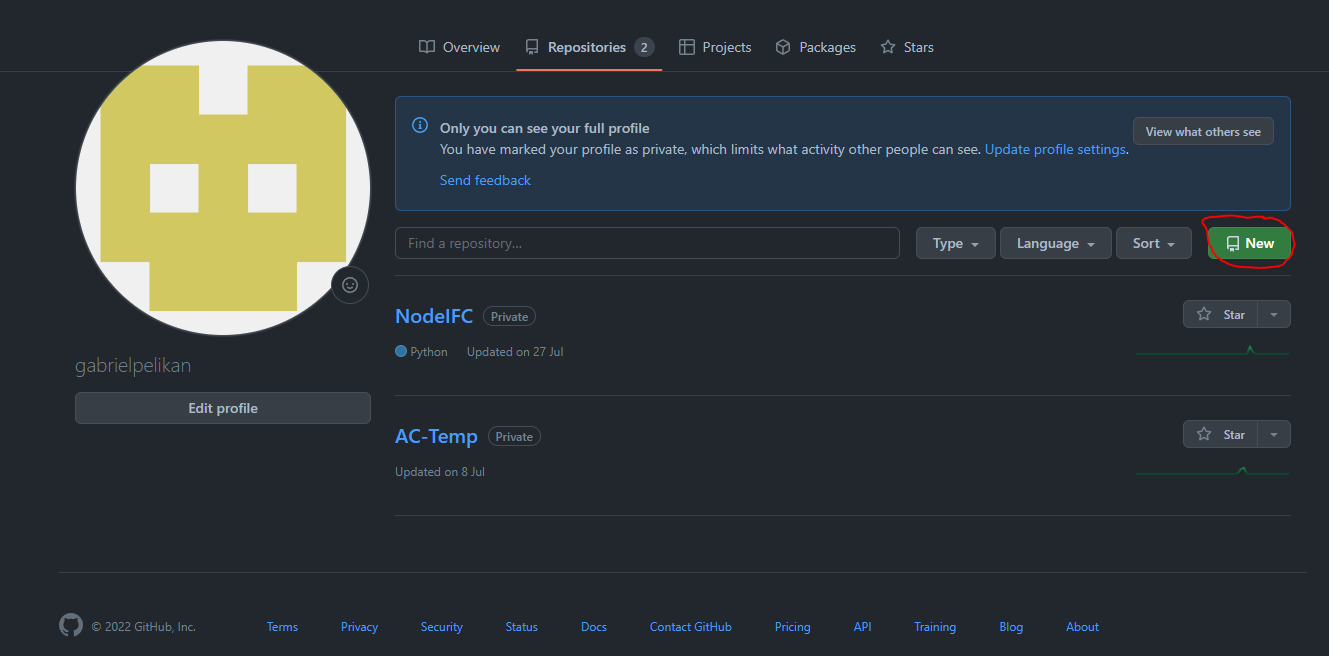 Overview Repositories 2 Projects Packages Stars
Only you can see your full profile
You have marked your profile as private, which limits what activity other people can see. Update profile settings.
View what others see
Send feedback
Find a repository...
Type
Language
Sort
New
NodeIFC Private
Star
Python Updated on 27 Jul
gabrielpelikan
Edit profile
AC-Temp Private
Star
Updated on 8 Jul
© 2022 GitHub, Inc. Terms Privacy Security Status Docs Contact GitHub Pricing API Training Blog About